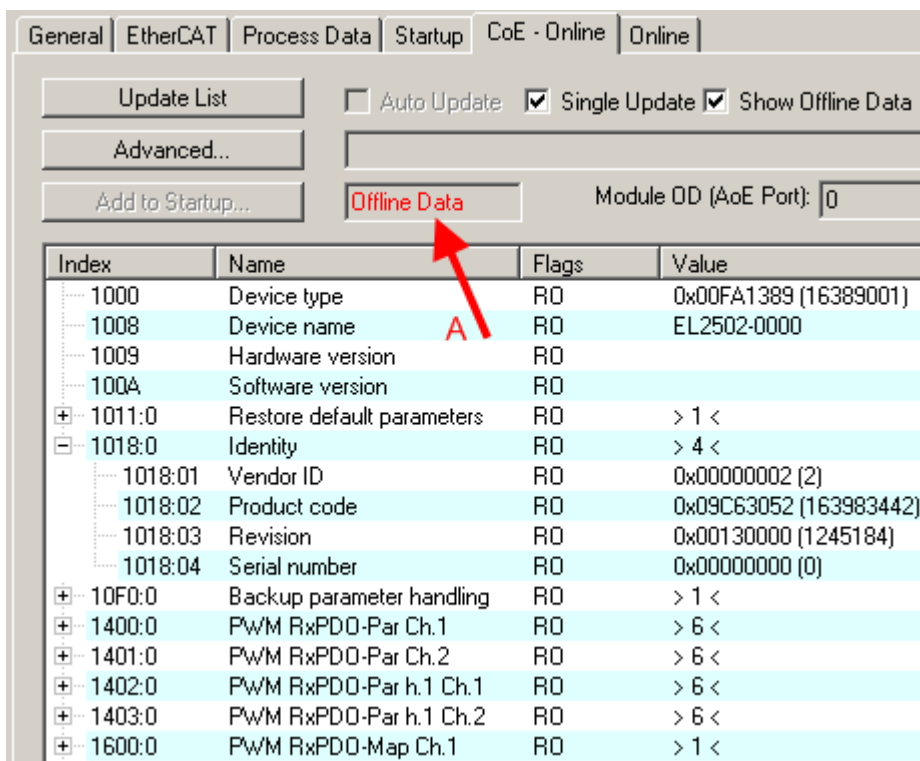 General EtherCAT Process Data Startup CoE - Online Online
Update List Auto Update Single Update Show Offline Data
Advanced...
Add to Startup... Offline Data Module OD (AoE Port): 0
Index Name Flags Value
1000 Device type RO 0x00FA1389 (16389001)
1008 Device name RO EL2502-0000
A
1009 Hardware version RO
100A Software version RO
1011:0 Restore default parameters RO > 1 <
1018:0 Identity RO > 4 <
1018:01 Vendor ID RO 0x00000002 (2)
1018:02 Product code RO 0x09C63052 (163983442)
1018:03 Revision RO 0x00130000 (1245184)
1018:04 Serial number RO 0x00000000 (0)
10F0:0 Backup parameter handling RO > 1 <
1400:0 PWM RxPDO-Par Ch.1 RO > 6 <
1401:0 PWM RxPDO-Par Ch.2 RO > 6 <
1402:0 PWM RxPDO-Par h.1 Ch.1 RO > 6 <
1403:0 PWM RxPDO-Par h.1 Ch.2 RO > 6 <
1600:0 PWM RxPDO-Map Ch.1 RO > 1 <